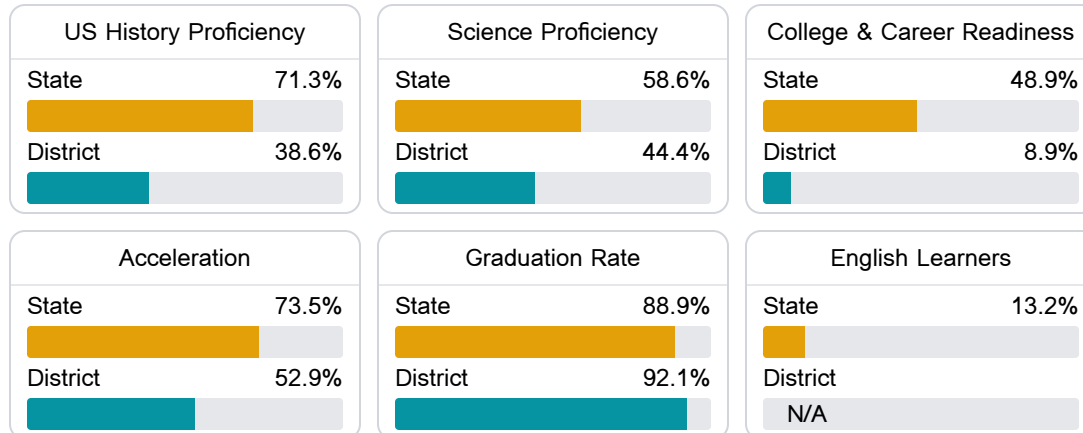 US History Proficiency
State 71.3%
District 38.6%
Science Proficiency
State 58.6%
District 44.4%
College & Career Readiness
State 48.9%
District 8.9%
Acceleration
State 73.5%
District 52.9%
Graduation Rate
State 88.9%
District 92.1%
English Learners
State 13.2%
District
N/A